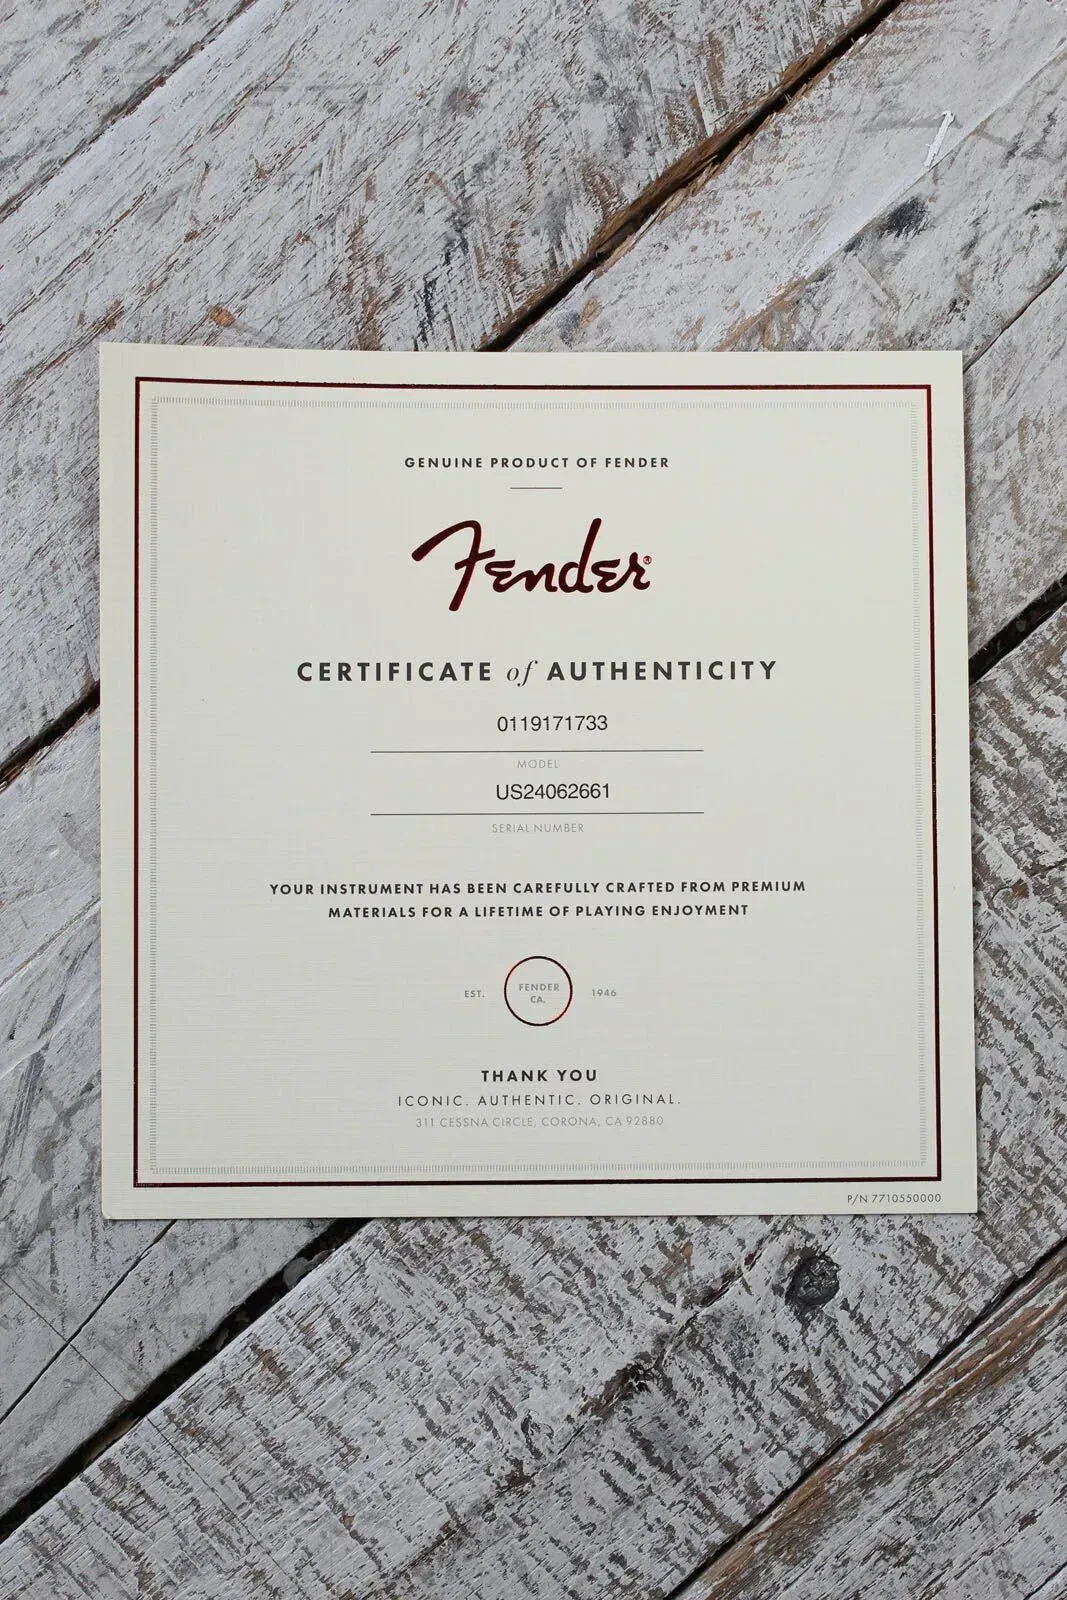 GENUINE PRODUCT OF FENDER
Fender®
CERTIFICATE of AUTHENTICITY
0119171733
MODEL
US24062661
SERIAL NUMBER
YOUR INSTRUMENT HAS BEEN CAREFULLY CRAFTED FROM PREMIUM
MATERIALS FOR A LIFETIME OF PLAYING ENJOYMENT
EST. FENDER CA. 1946
THANK YOU
ICONIC. AUTHENTIC. ORIGINAL.
311 CESSNA CIRCLE, CORONA, CA 92880
P/N 7710550000